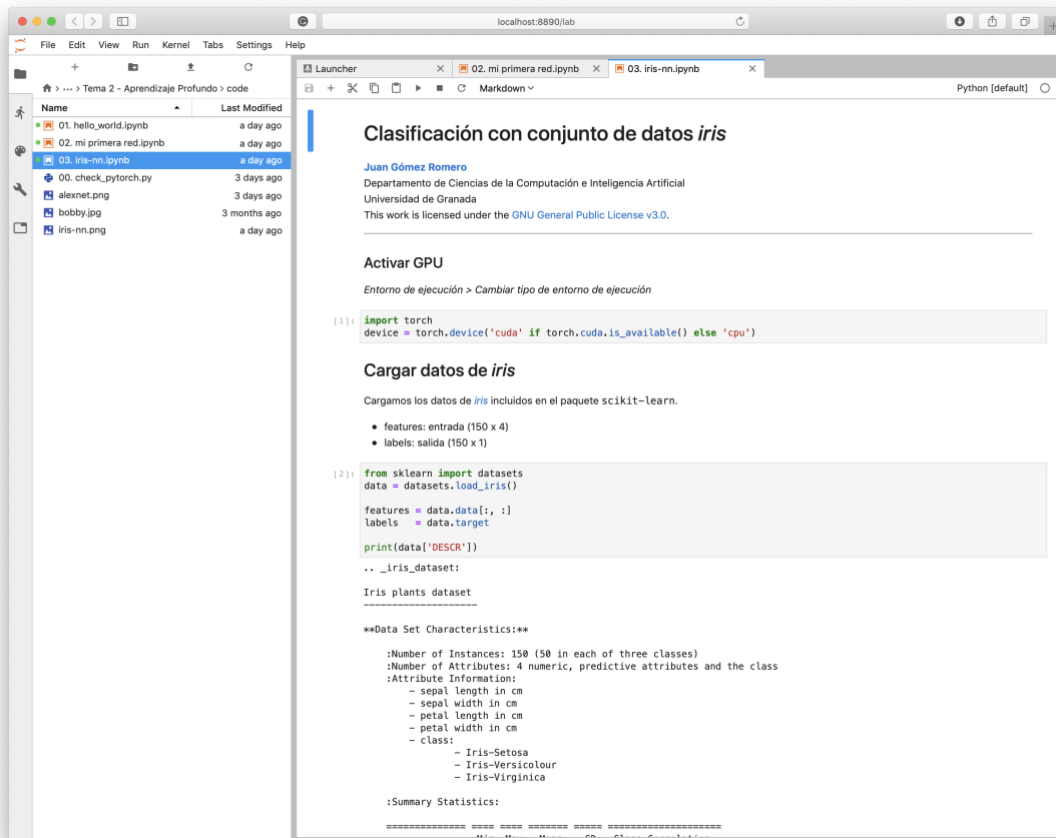 localhost:8890/lab
File Edit View Run Kernel Tabs Settings Help
> ··· > Tema 2 - Aprendizaje Profundo > code
Name Last Modified
01. hello_world.ipynb a day ago
02. mi primera red.ipynb a day ago
03. iris-nn.ipynb a day ago
00. check_pytorch.py 3 days ago
alexnet.png 3 days ago
bobby.jpg 3 months ago
iris-nn.png a day ago
Launcher 02. mi primera red.ipynb 03. iris-nn.ipynb
Markdown Python [default]
Clasificación con conjunto de datos iris
Juan Gómez Romero
Departamento de Ciencias de la Computación e Inteligencia Artificial
Universidad de Granada
This work is licensed under the GNU General Public License v3.0.
Activar GPU
Entorno de ejecución > Cambiar tipo de entorno de ejecución
[1]: import torch
device = torch.device('cuda' if torch.cuda.is_available() else 'cpu')
Cargar datos de iris
Cargamos los datos de iris incluidos en el paquete scikit-learn.
• features: entrada (150 x 4)
• labels: salida (150 x 1)
[2]: from sklearn import datasets
data = datasets.load_iris()
features = data.data[:, :]
labels   = data.target
print(data['DESCR'])
.. _iris_dataset:
Iris plants dataset
--------------------
**Data Set Characteristics:**
:Number of Instances: 150 (50 in each of three classes)
:Number of Attributes: 4 numeric, predictive attributes and the class
:Attribute Information:
- sepal length in cm
- sepal width in cm
- petal length in cm
- petal width in cm
- class:
- Iris-Setosa
- Iris-Versicolour
- Iris-Virginica
:Summary Statistics:
============== ==== ==== ======= ===== ====================